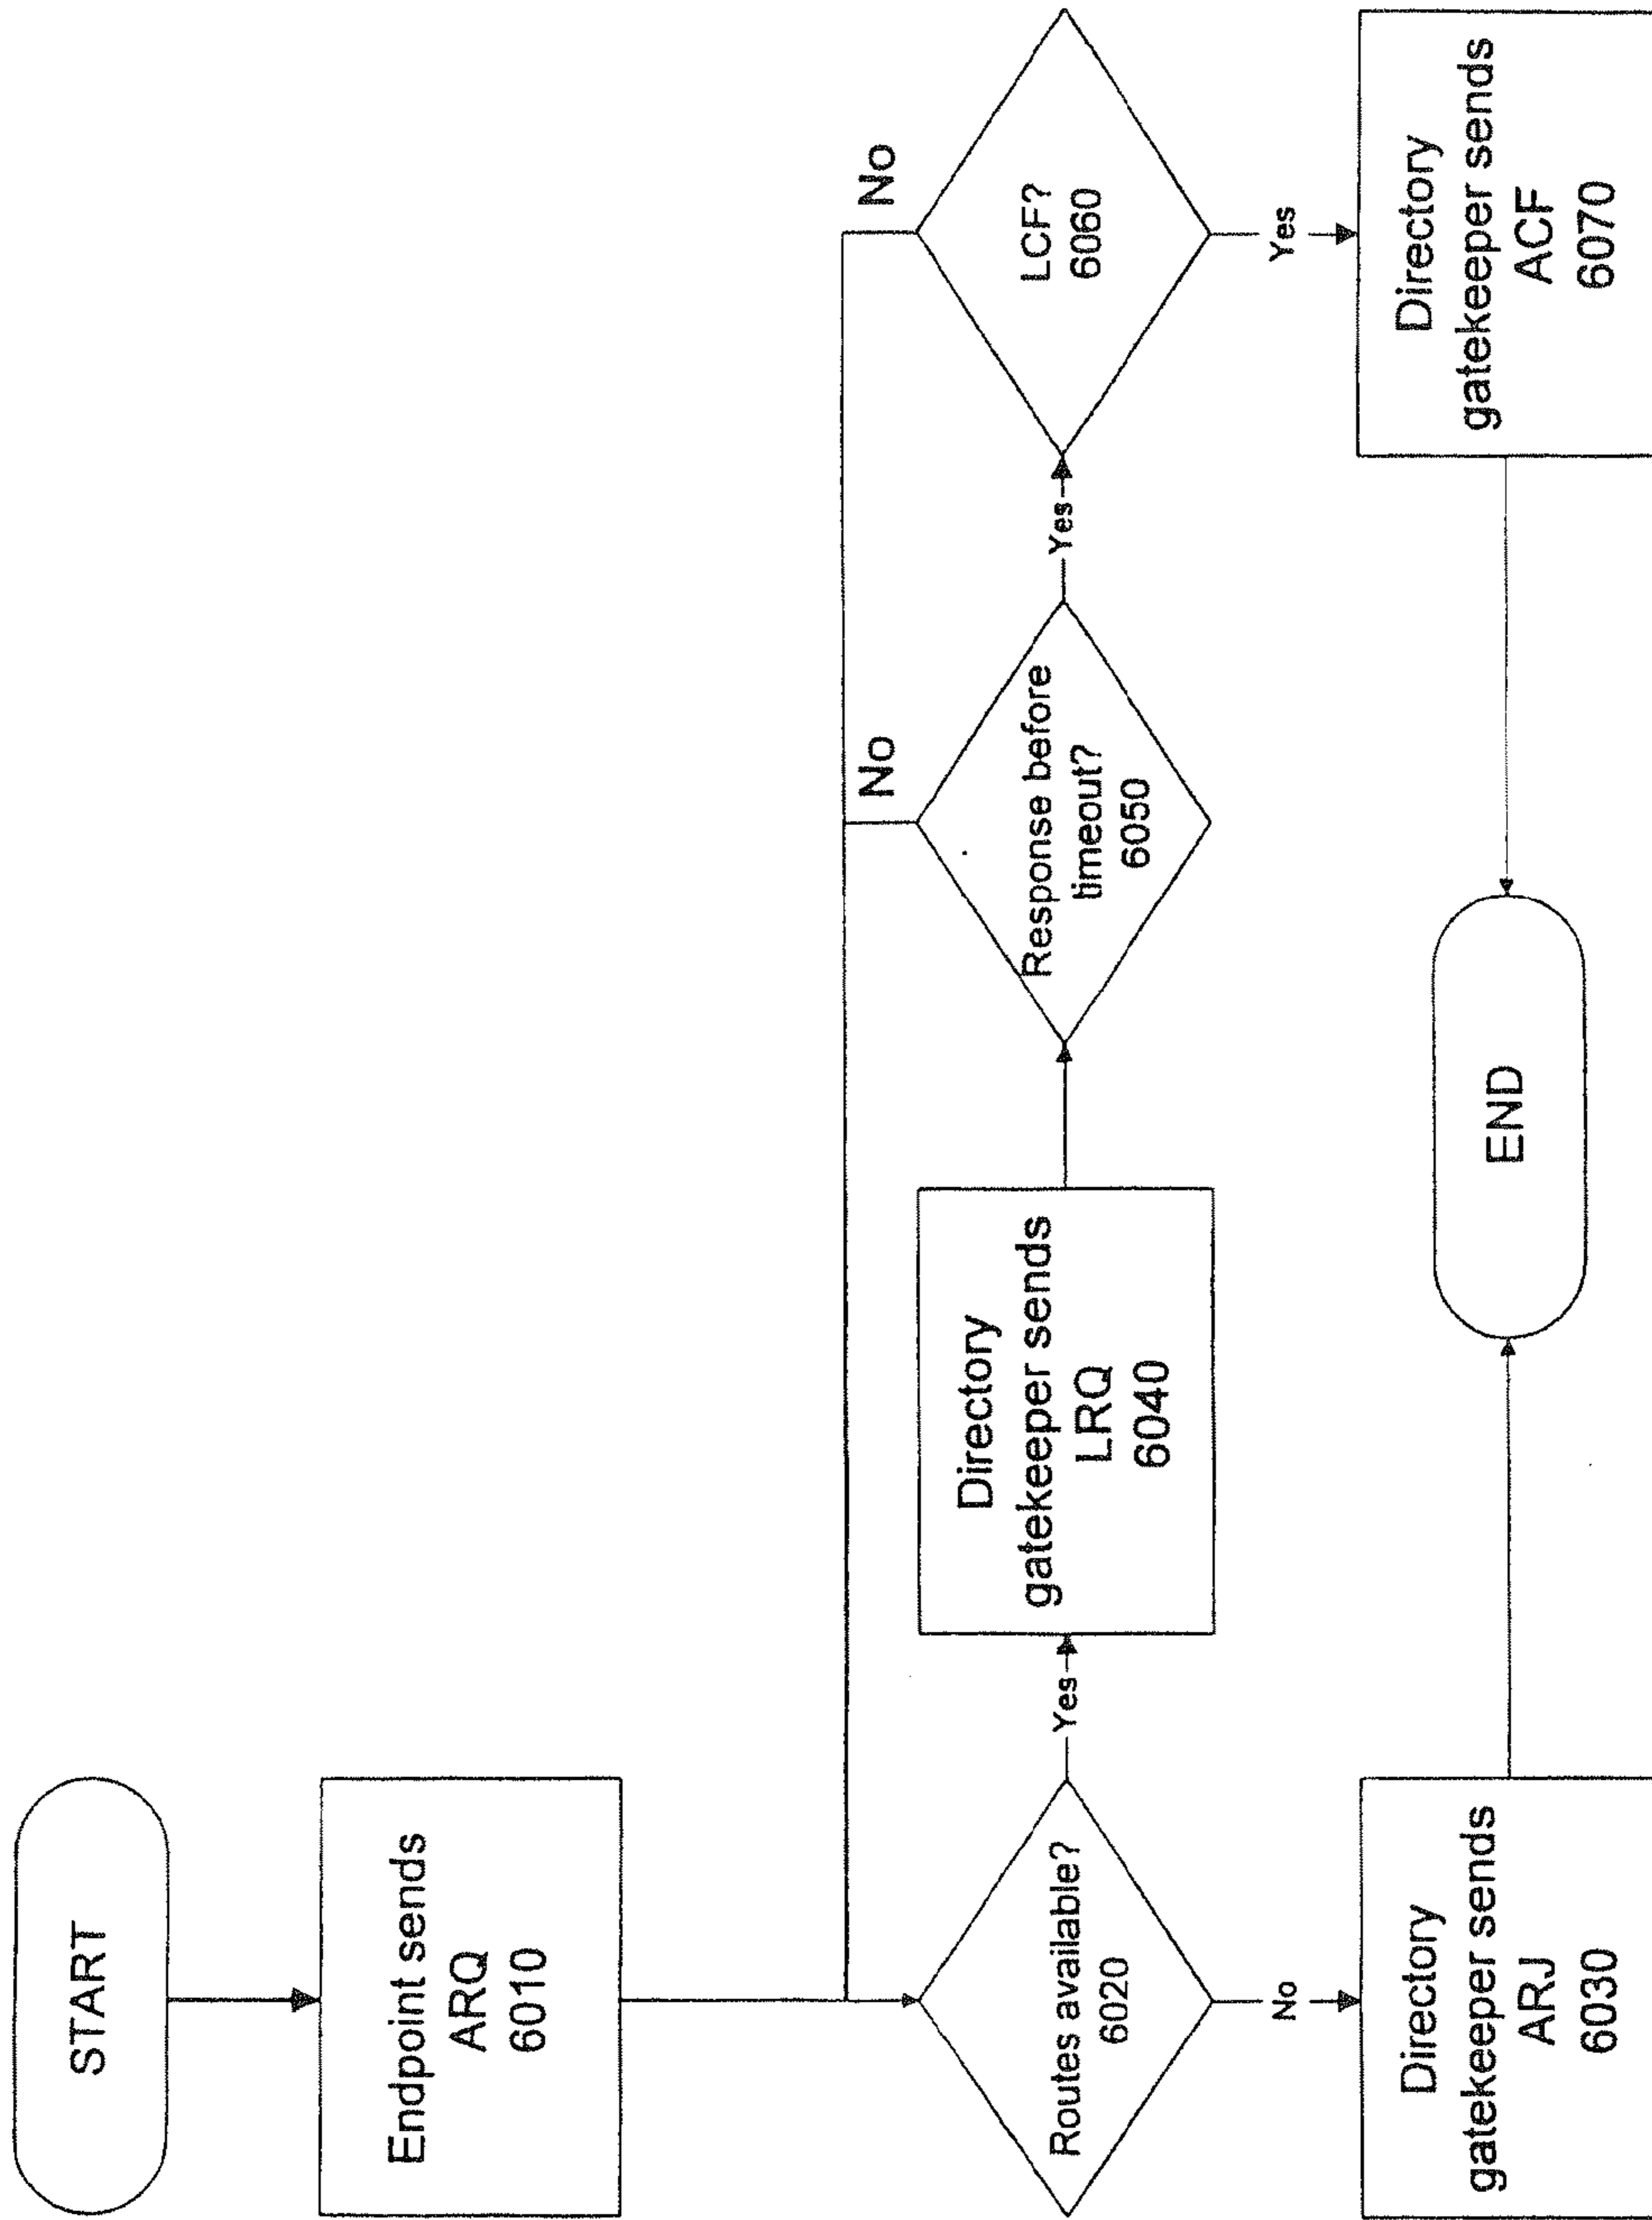 START
Endpoint sends
ARQ
6010
Routes available?
6020
No
Directory
gatekeeper sends
ARJ
6030
Yes
Directory
gatekeeper sends
LRQ
6040
Response before
timeout?
6050
No
Yes
LCF?
6060
No
Yes
Directory
gatekeeper sends
ACF
6070
END